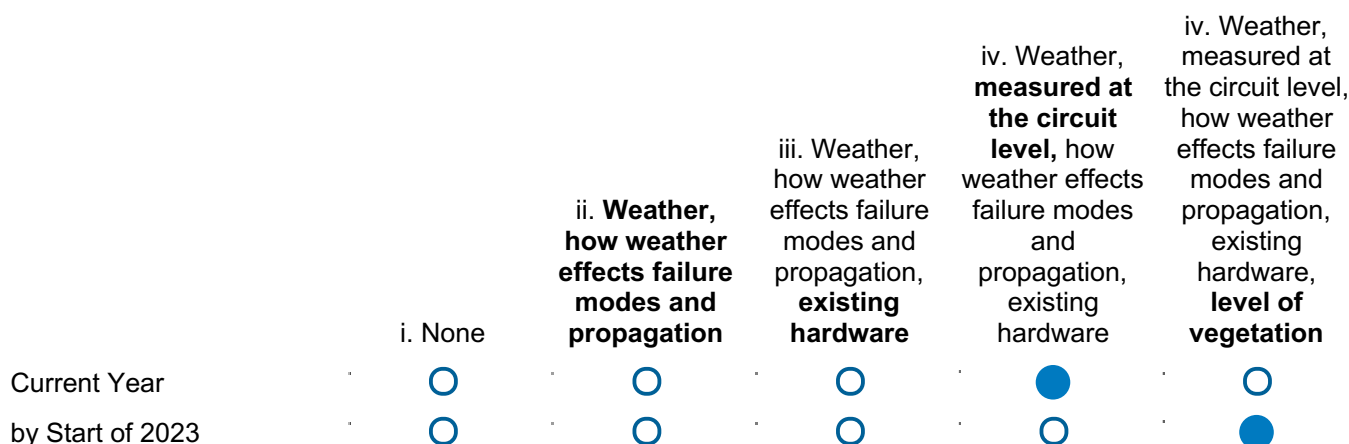 i. None
ii. Weather,
how weather
effects failure
modes and
propagation
iii. Weather,
how weather
effects failure
modes and
propagation,
existing
hardware
iv. Weather,
measured at
the circuit
level, how
weather effects
failure modes
and
propagation,
existing
hardware
iv. Weather,
measured at
the circuit level,
how weather
effects failure
modes and
propagation,
existing
hardware,
level of
vegetation
Current Year
by Start of 2023